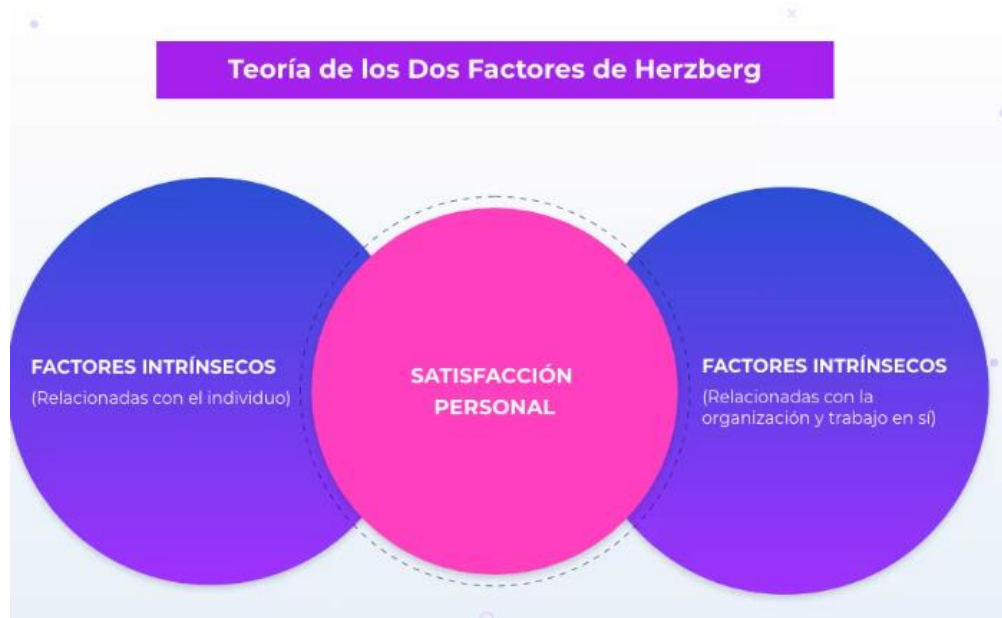 Teoría de los Dos Factores de Herzberg
FACTORES INTRÍNSECOS
(Relacionadas con el individuo)
SATISFACCIÓN
PERSONAL
FACTORES INTRÍNSECOS
(Relacionadas con la
organización y trabajo en sí)